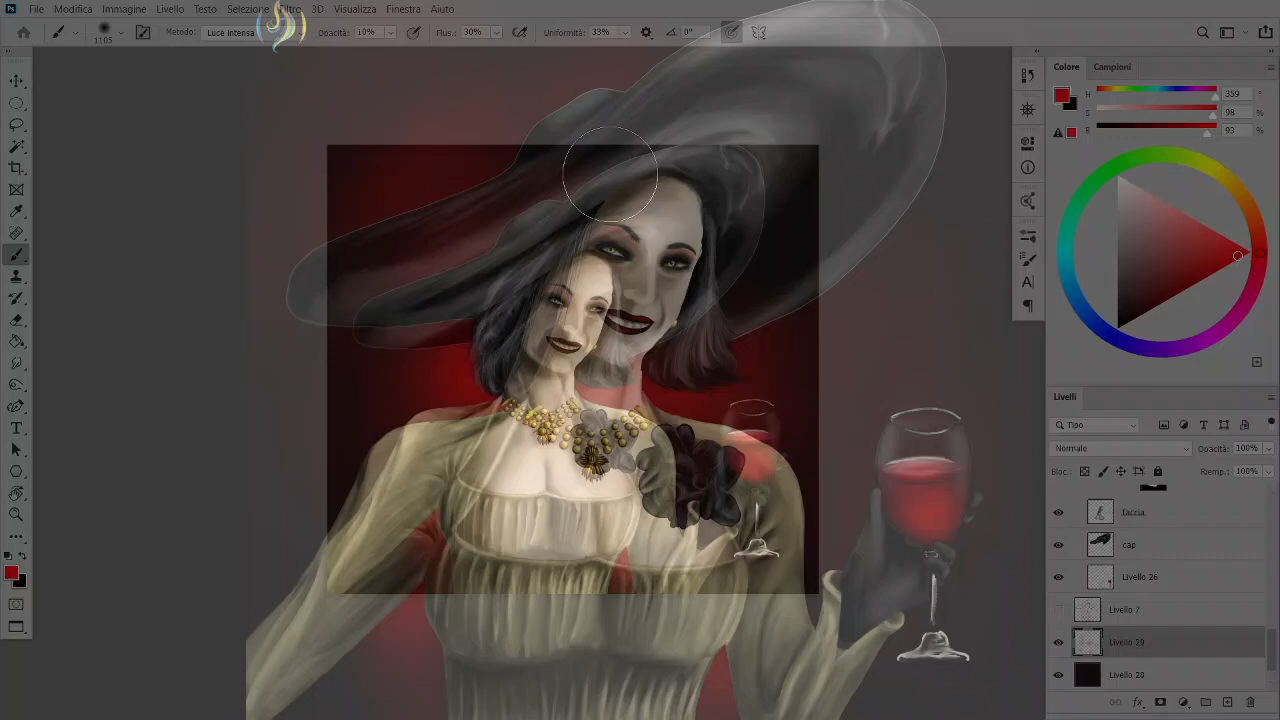 Ps File Modifica Immagine Livello Testo Selezione Filtro 3D Visualizza Finestra Aiuto
1105 Metodo: Luce intensa Opacità: 10% Flus.: 30% Uniformità: 33% 0°
Colore Campioni
H 359 °
S 98 %
B 93 %
Livelli
Tipo
Normale Opacità: 100%
Bloc.: Riemp.: 100%
faccia
cap
Livello 26
Livello 7
Livello 29
Livello 28